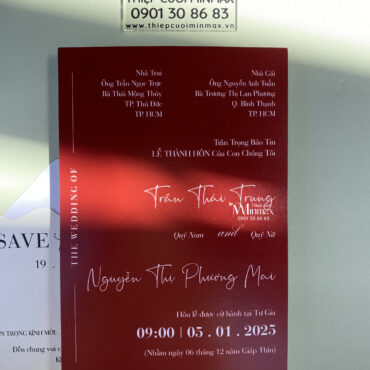 THIỆP CƯỚI MINMAX
0901 30 86 83
www.thiepcuoiminmax.vn
Nhà Trai
Ông Trần Ngọc Trực
Bà Thái Mộng Thúy
TP. Thủ Đức
TP. HCM
Nhà Gái
Ông Nguyễn Anh Tuấn
Bà Trương Thị Lan Phương
Q. Bình Thạnh
TP. HCM
Trân Trọng Báo Tin
LỄ THÀNH HÔN Của Con Chúng Tôi
THE WEDDING OF
Trần Thái Trung
Thiệp cưới
Minmax
0901 30 86 83
Quý Nam and Quý Nữ
Nguyễn Thị Phương Mai
Hôn lễ được cử hành tại Tư Gia
09:00 | 05 . 01 . 2025
(Nhằm ngày 06 tháng 12 năm Giáp Thìn)
SAVE
19 .
TRỌNG KÍNH MỜI
Đến chung vui